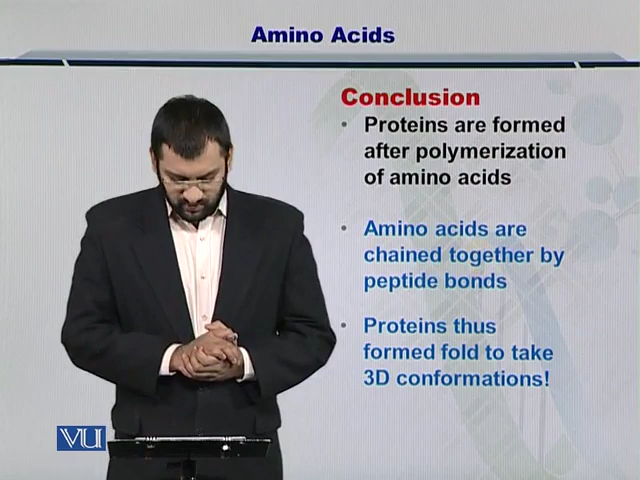 Amino Acids
Conclusion
• Proteins are formed
after polymerization
of amino acids
• Amino acids are
chained together by
peptide bonds
• Proteins thus
formed fold to take
3D conformations!
VU